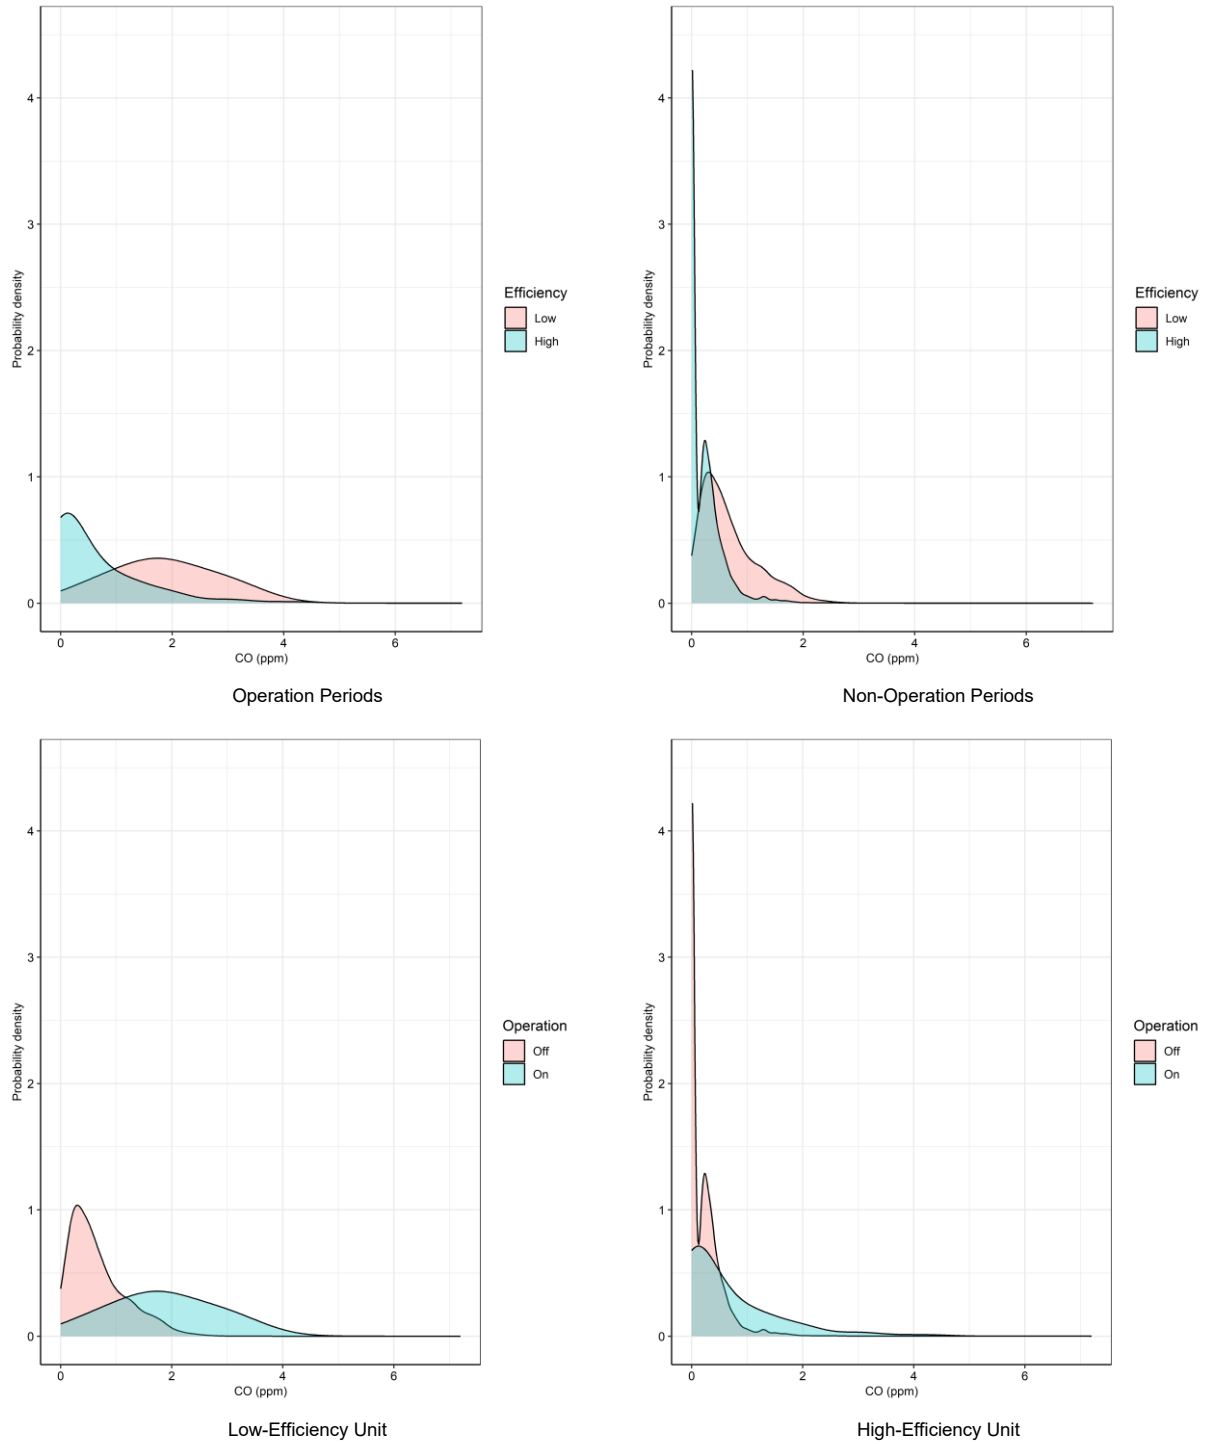 4
3
2
1
0
Probability density
0 2 4 6
CO (ppm)
Efficiency
Low
High
Operation Periods
4
3
2
1
0
Probability density
0 2 4 6
CO (ppm)
Efficiency
Low
High
Non-Operation Periods
4
3
2
1
0
Probability density
0 2 4 6
CO (ppm)
Operation
Off
On
Low-Efficiency Unit
4
3
2
1
0
Probability density
0 2 4 6
CO (ppm)
Operation
Off
On
High-Efficiency Unit